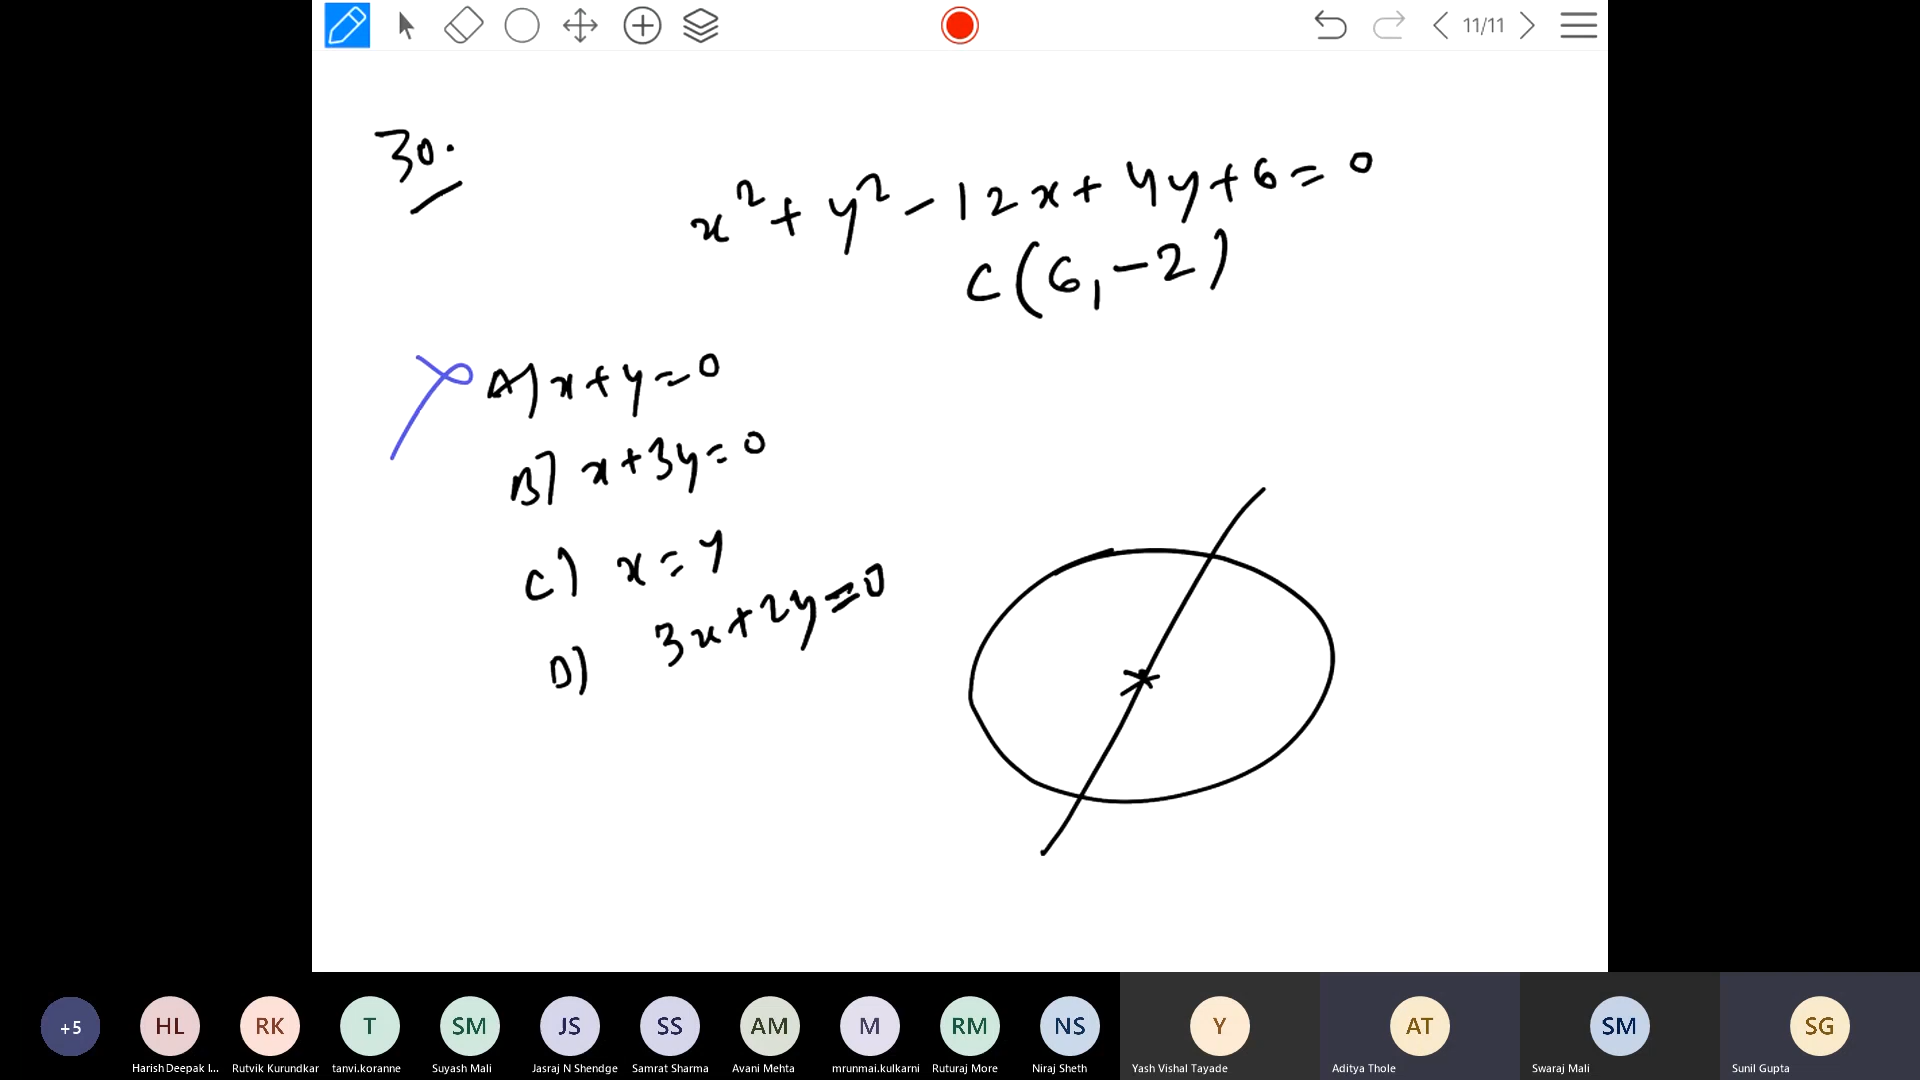 11/11
30.
x² + y² - 12x + 4y + 6 = 0
C(6, -2)
A) x + y = 0
B) x + 3y = 0
C) x = y
D) 3x + 2y = 0
+5
HL
RK
T
SM
JS
SS
AM
M
RM
NS
Y
AT
SM
SG
Harish Deepak I...
Rutvik Kurundkar
tanvi.koranne
Suyash Mali
Jasraj N Shendge
Samrat Sharma
Avani Mehta
mrunmai.kulkarni
Ruturaj More
Niraj Sheth
Yash Vishal Tayade
Aditya Thole
Swaraj Mali
Sunil Gupta